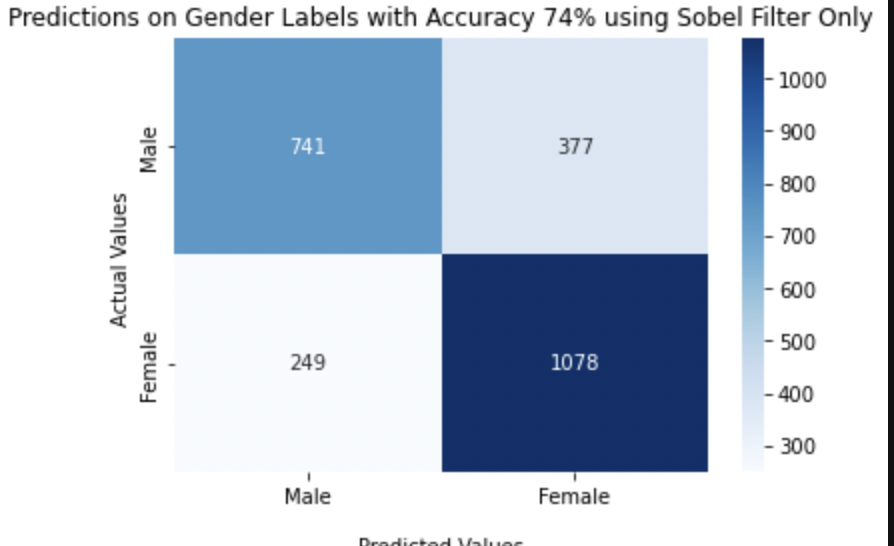 Predictions on Gender Labels with Accuracy 74% using Sobel Filter Only
Actual Values
Male
741
377
Female
249
1078
Male
Female
Predicted Values
1000
900
800
700
600
500
400
300